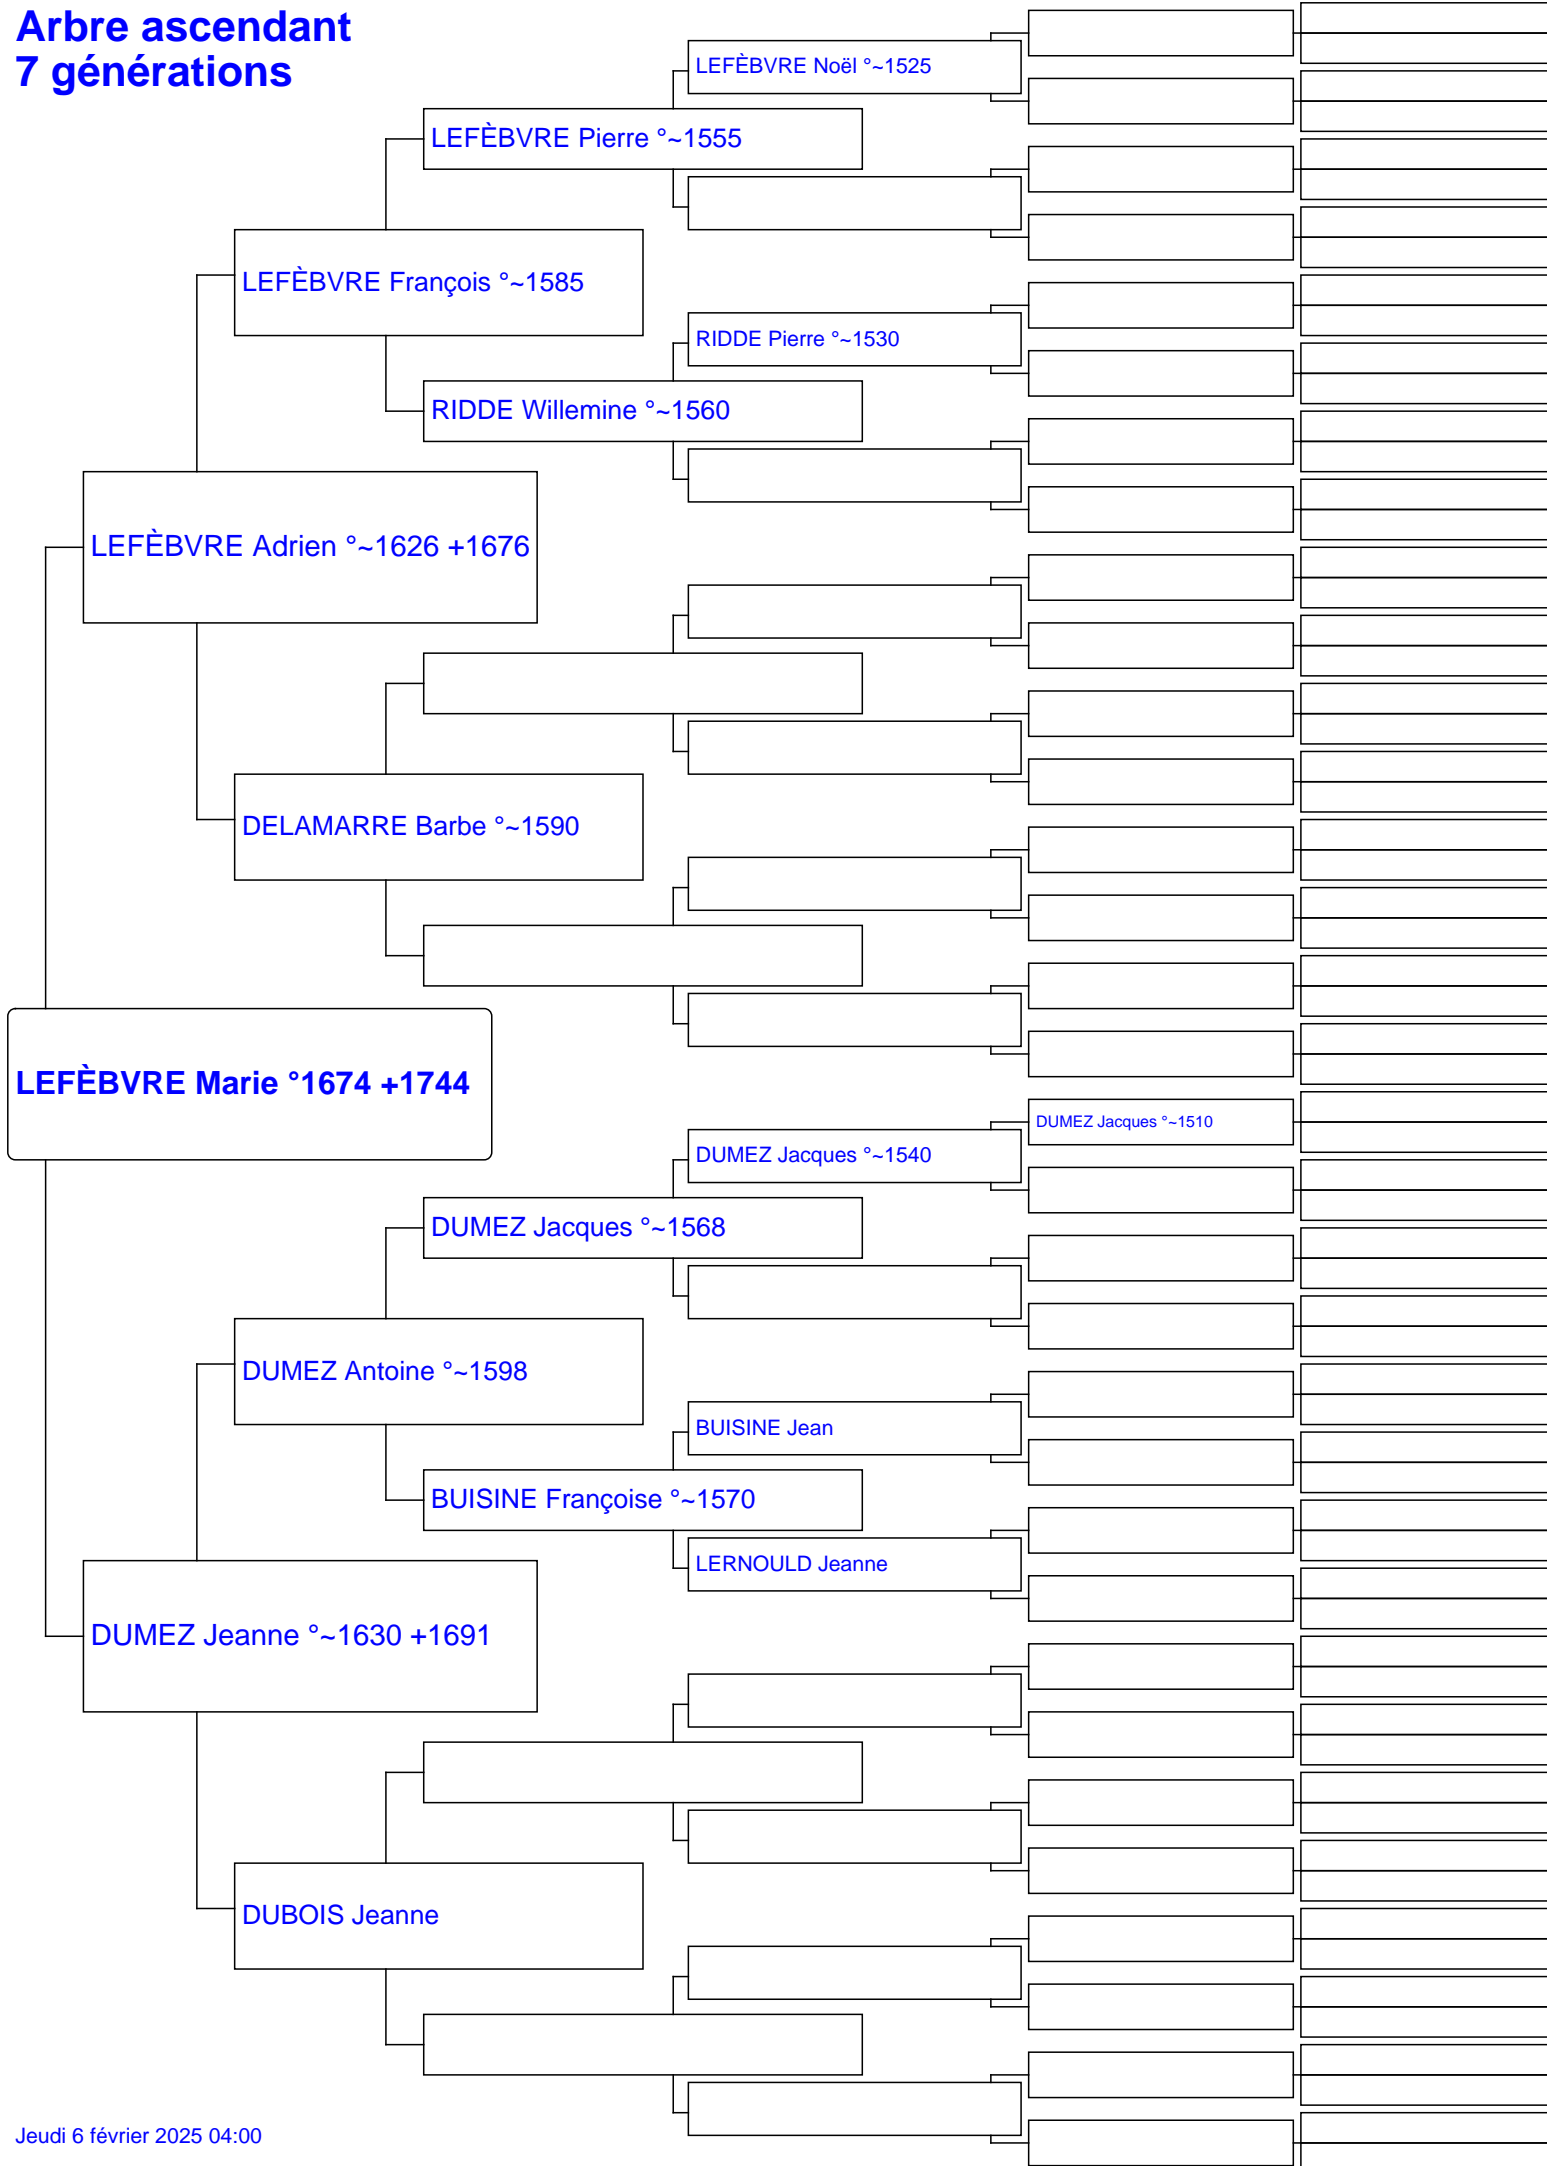 Arbre ascendant
7 générations
LEFÈBVRE Noël °~1525
LEFÈBVRE Pierre °~1555
LEFÈBVRE François °~1585
RIDDE Pierre °~1530
RIDDE Willemine °~1560
LEFÈBVRE Adrien °~1626 +1676
DELAMARRE Barbe °~1590
LEFÈBVRE Marie °1674 +1744
DUMEZ Jacques °~1510
DUMEZ Jacques °~1540
DUMEZ Jacques °~1568
DUMEZ Antoine °~1598
BUISINE Jean
BUISINE Françoise °~1570
LERNOULD Jeanne
DUMEZ Jeanne °~1630 +1691
DUBOIS Jeanne
Jeudi 6 février 2025 04:00